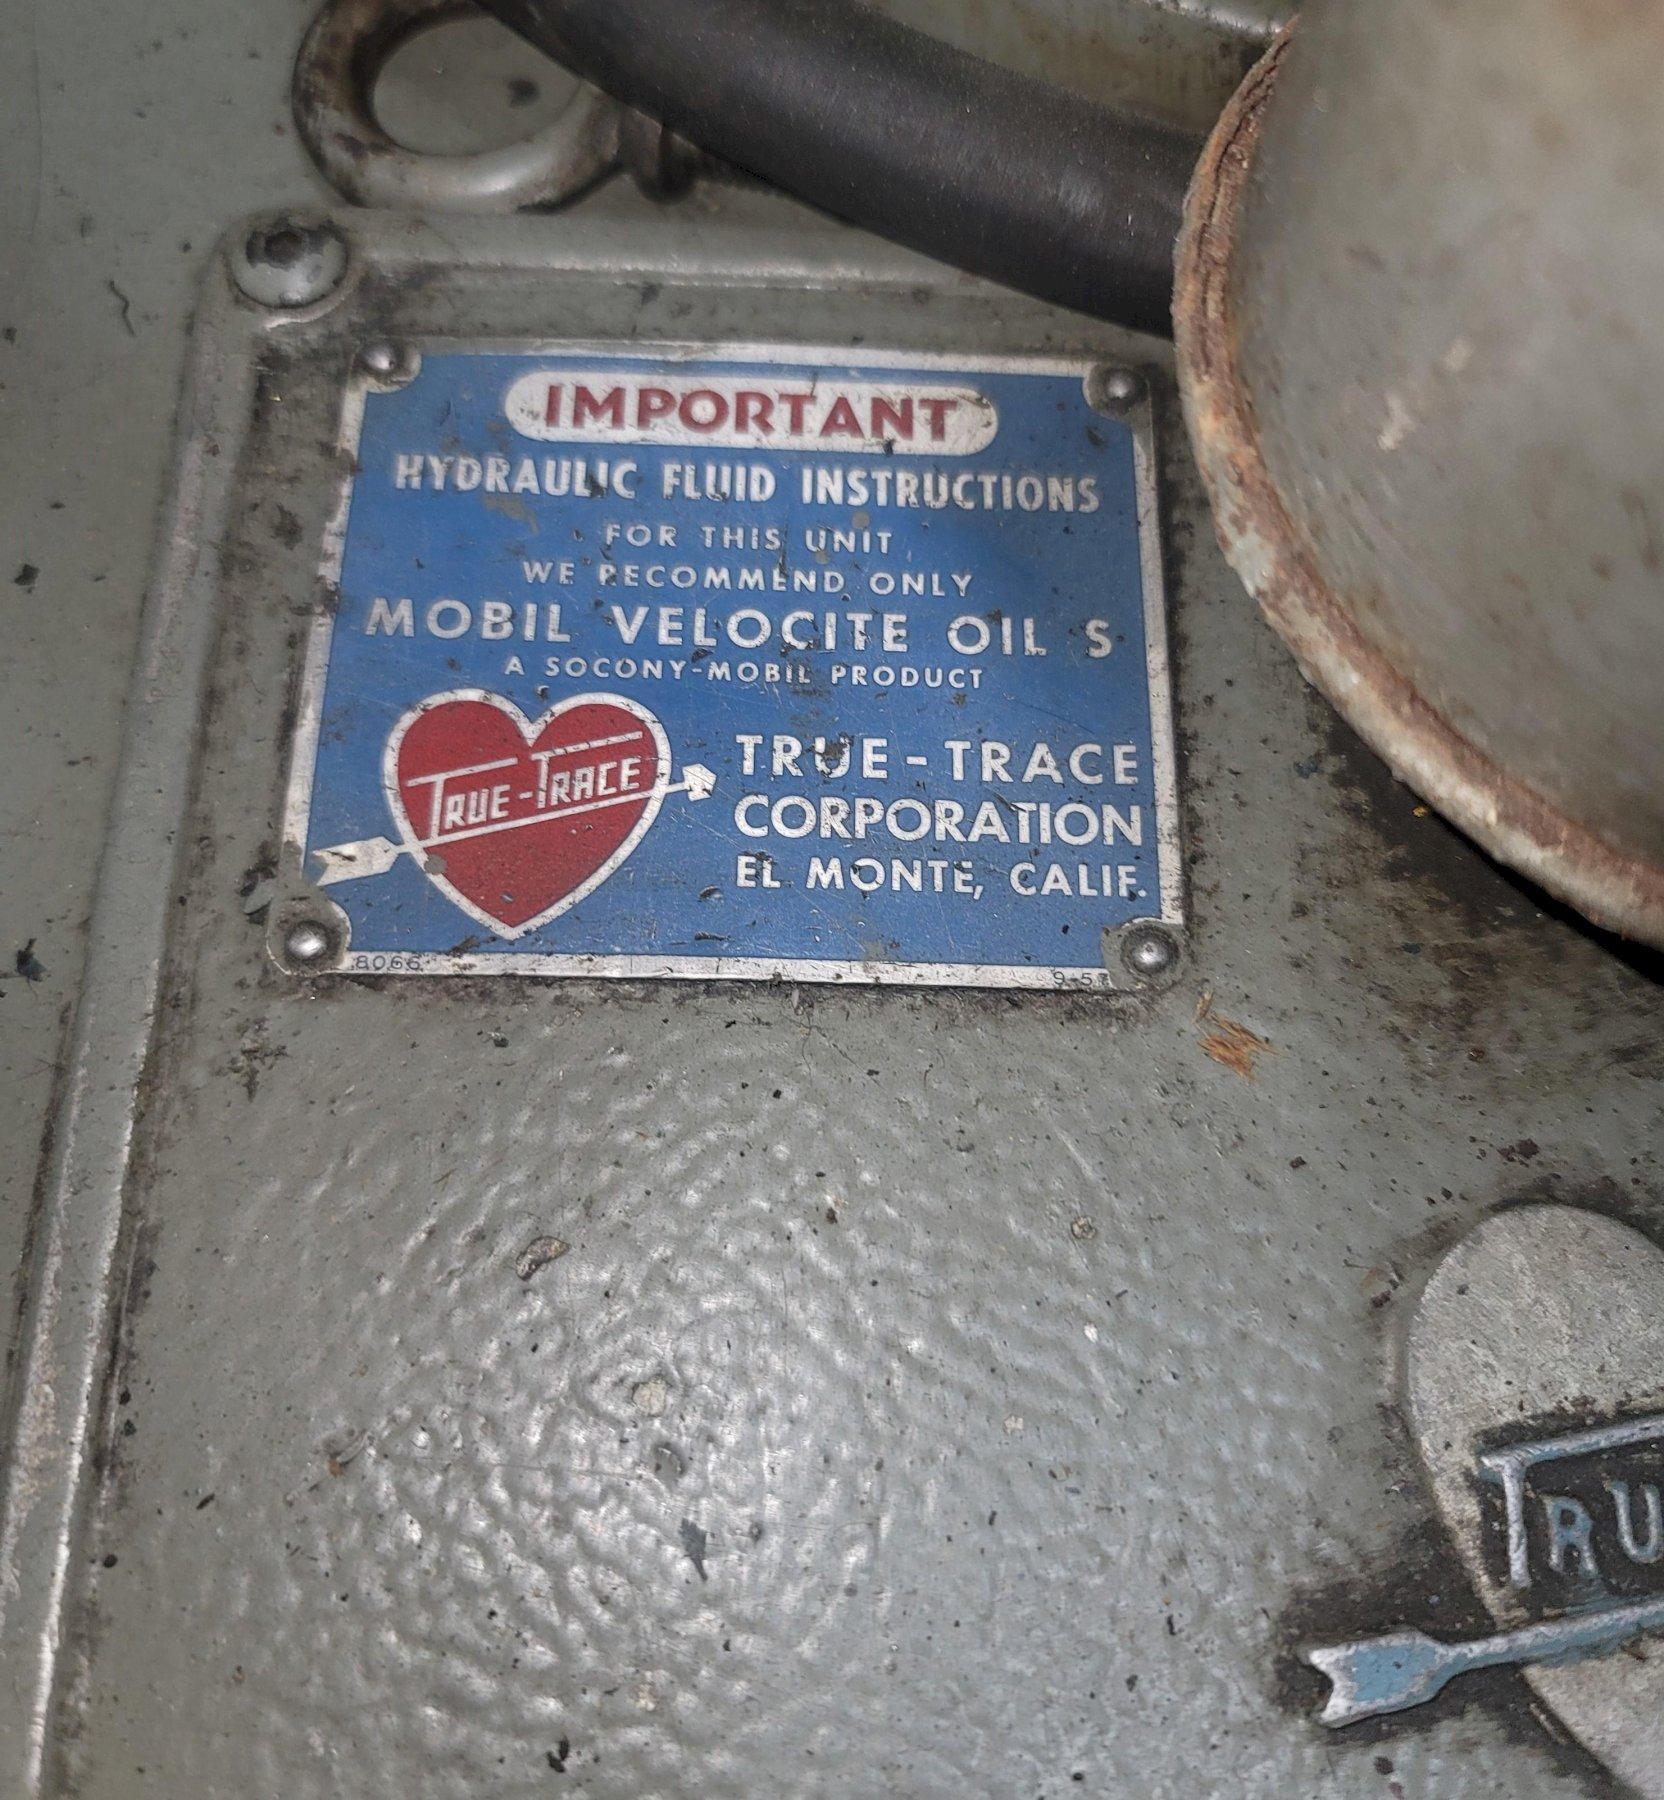 IMPORTANT
HYDRAULIC FLUID INSTRUCTIONS
FOR THIS UNIT
WE RECOMMEND ONLY
MOBIL VELOCITE OIL S
A SOCONY-MOBIL PRODUCT
TRUE-TRACE
TRUE-TRACE
CORPORATION
EL MONTE, CALIF.
8066
TRU